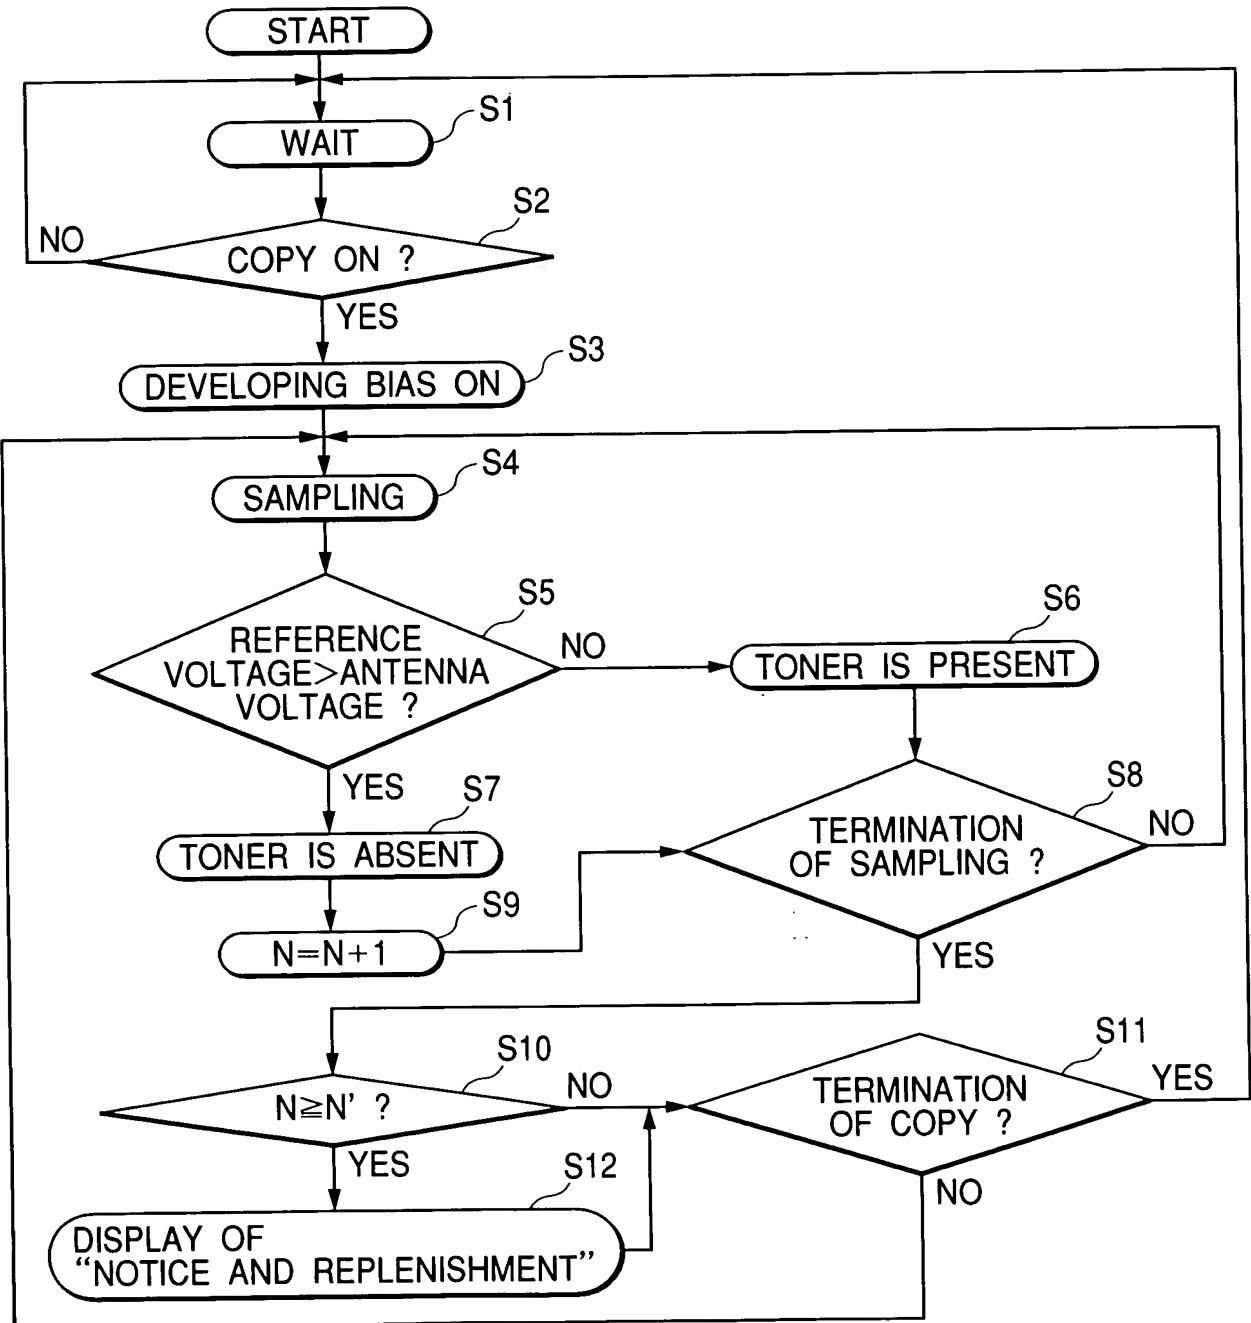 START
S1
WAIT
S2
NO
COPY ON ?
YES
S3
DEVELOPING BIAS ON
S4
SAMPLING
S5
REFERENCE
VOLTAGE>ANTENNA
VOLTAGE ?
NO
S6
TONER IS PRESENT
YES
S7
TONER IS ABSENT
S8
TERMINATION
OF SAMPLING ?
NO
S9
N=N+1
YES
S10
N≧N' ?
NO
S11
TERMINATION
OF COPY ?
YES
YES
S12
NO
DISPLAY OF
“NOTICE AND REPLENISHMENT”